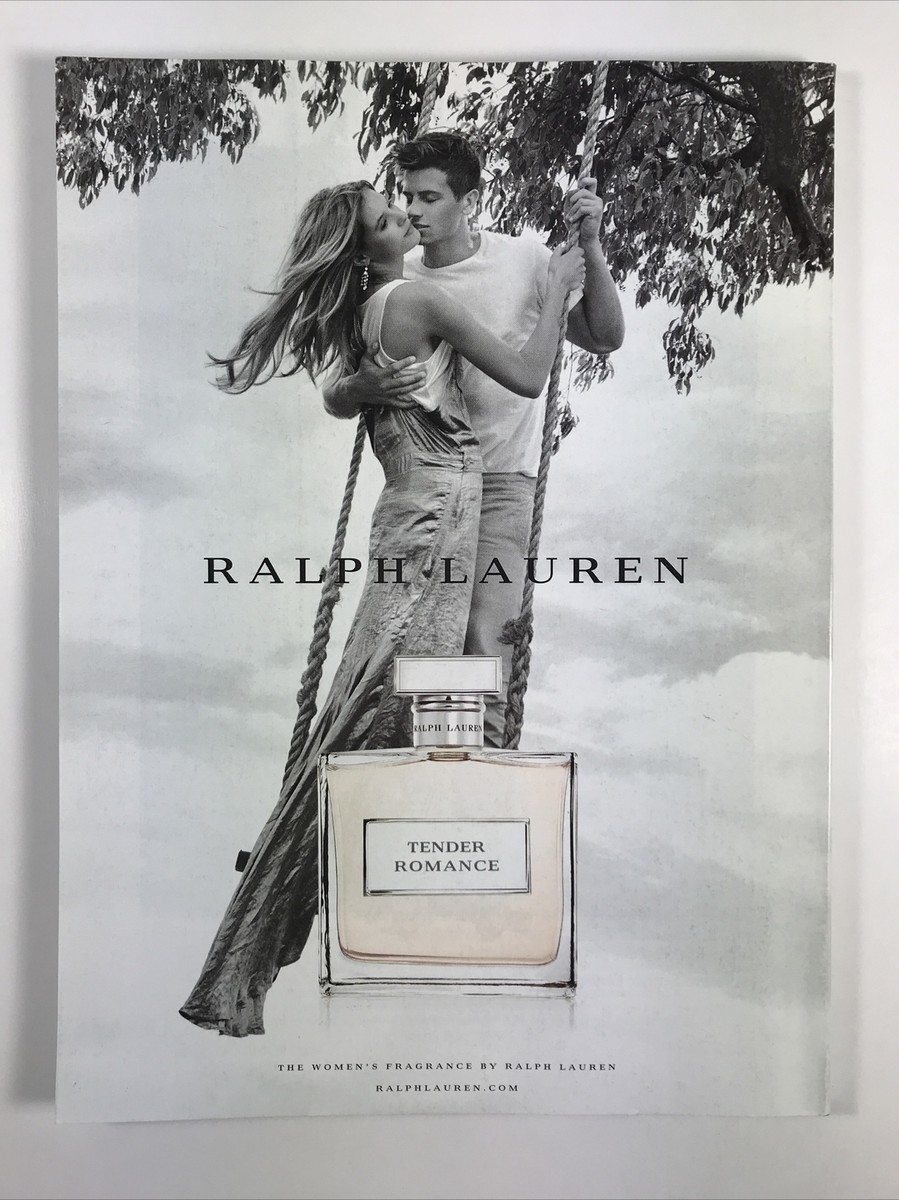 RALPH LAUREN
RALPH LAUREN
TENDER
ROMANCE
THE WOMEN'S FRAGRANCE BY RALPH LAUREN
RALPHLAUREN.COM